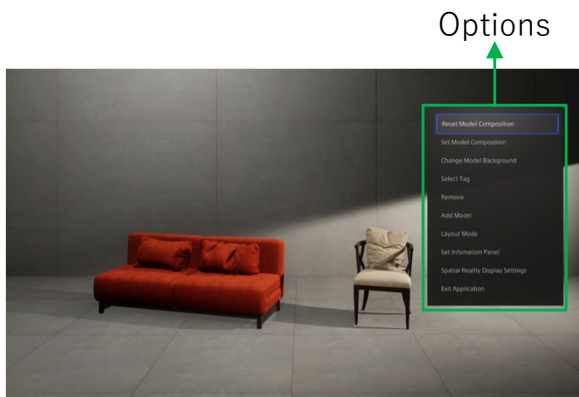 Options
Reset Model Composition
Set Model Composition
Change Model Background
Select Tag
Remove
Add Model
Layout Mode
Set Infomation Panel
Spatial Reality Display Settings
Exit Application